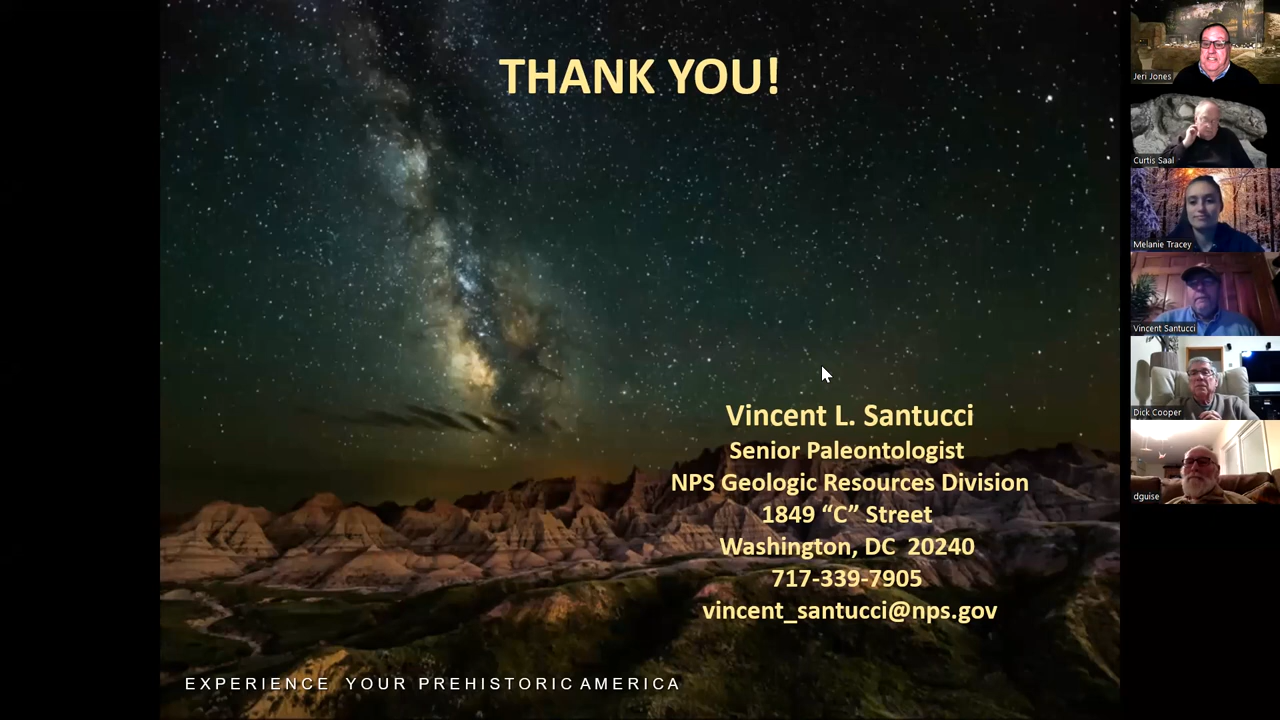 THANK YOU!
Vincent L. Santucci
Senior Paleontologist
NPS Geologic Resources Division
1849 “C” Street
Washington, DC 20240
717-339-7905
vincent_santucci@nps.gov
EXPERIENCE YOUR PREHISTORIC AMERICA
Jeri Jones
Curtis Saal
Melanie Tracey
Vincent Santucci
Dick Cooper
dguise